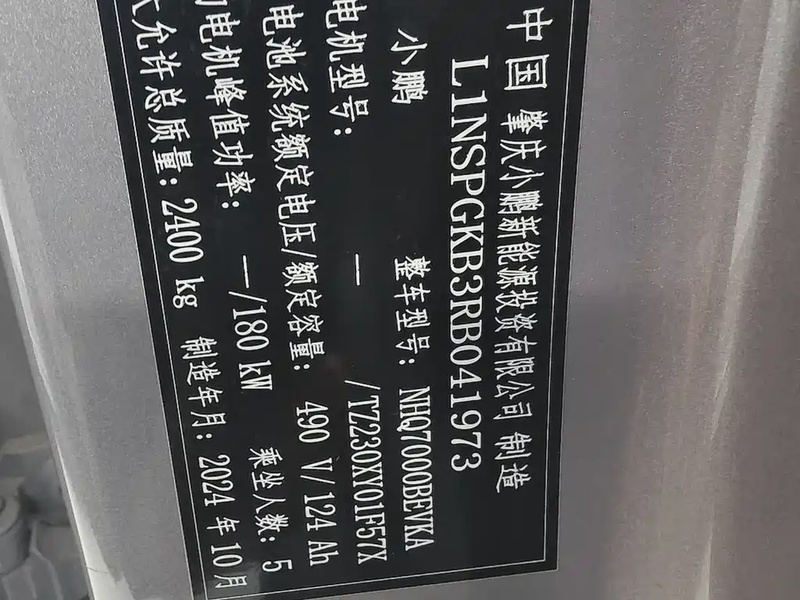 中国 肇庆小鹏新能源投资有限公司 制造
L1NSPGKB3RB041973
小鹏 整车型号: NHQ7000BEVKA
电机型号: —/TZ230XY01F57X
电池系统额定电压/额定容量: 490 V/124 Ah
电机峰值功率: —/180 kW 乘坐人数: 5
大允许总质量: 2400 kg 制造年月: 2024 年 10 月